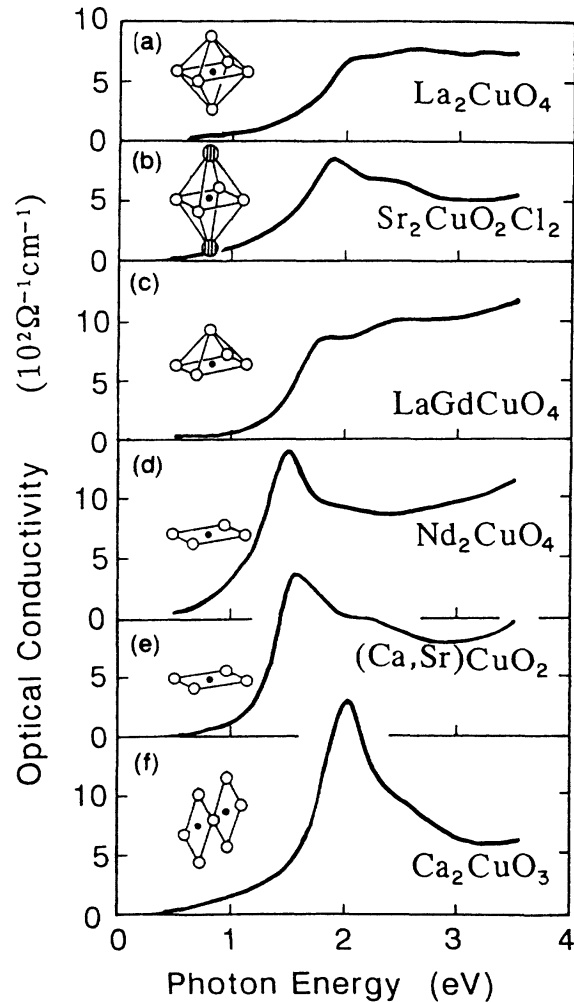 10
(a)
5
La₂CuO₄
0
(b)
5
Sr₂CuO₂Cl₂
0
(c)
10
5
LaGdCuO₄
0
(d)
10
Nd₂CuO₄
5
0
(e)
(Ca,Sr)CuO₂
5
0
(f)
10
5
Ca₂CuO₃
0
0 1 2 3 4
Photon Energy (eV)
Optical Conductivity (10²Ω⁻¹cm⁻¹)